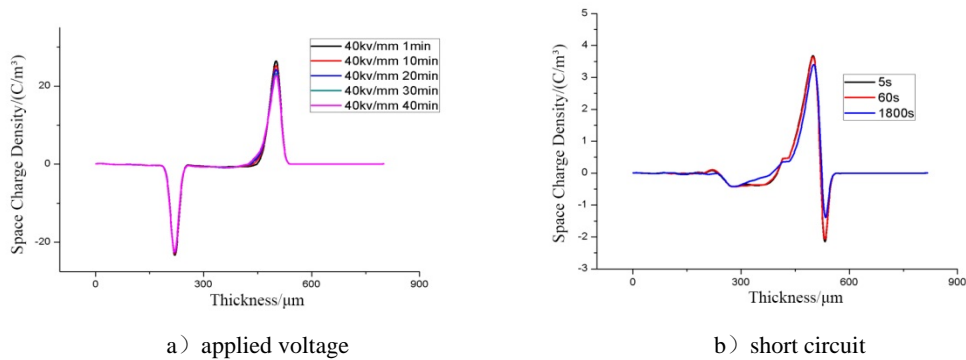 Space Charge Density/(C/m³)
20
0
-20
0
300
600
900
Thickness/μm
40kv/mm 1min
40kv/mm 10min
40kv/mm 20min
40kv/mm 30min
40kv/mm 40min
a）applied voltage
Space Charge Density/(C/m³)
5
4
3
2
1
0
-1
-2
-3
0
300
600
900
Thickness/μm
5s
60s
1800s
b）short circuit